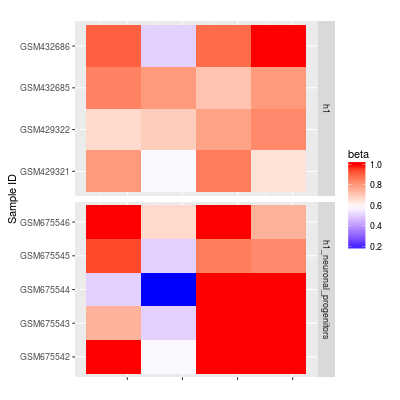 Sample ID
GSM432686
GSM432685
GSM429322
GSM429321
h1
GSM675546
GSM675545
GSM675544
GSM675543
GSM675542
h1_neuronal_progenitors
beta
1.0
0.8
0.6
0.4
0.2